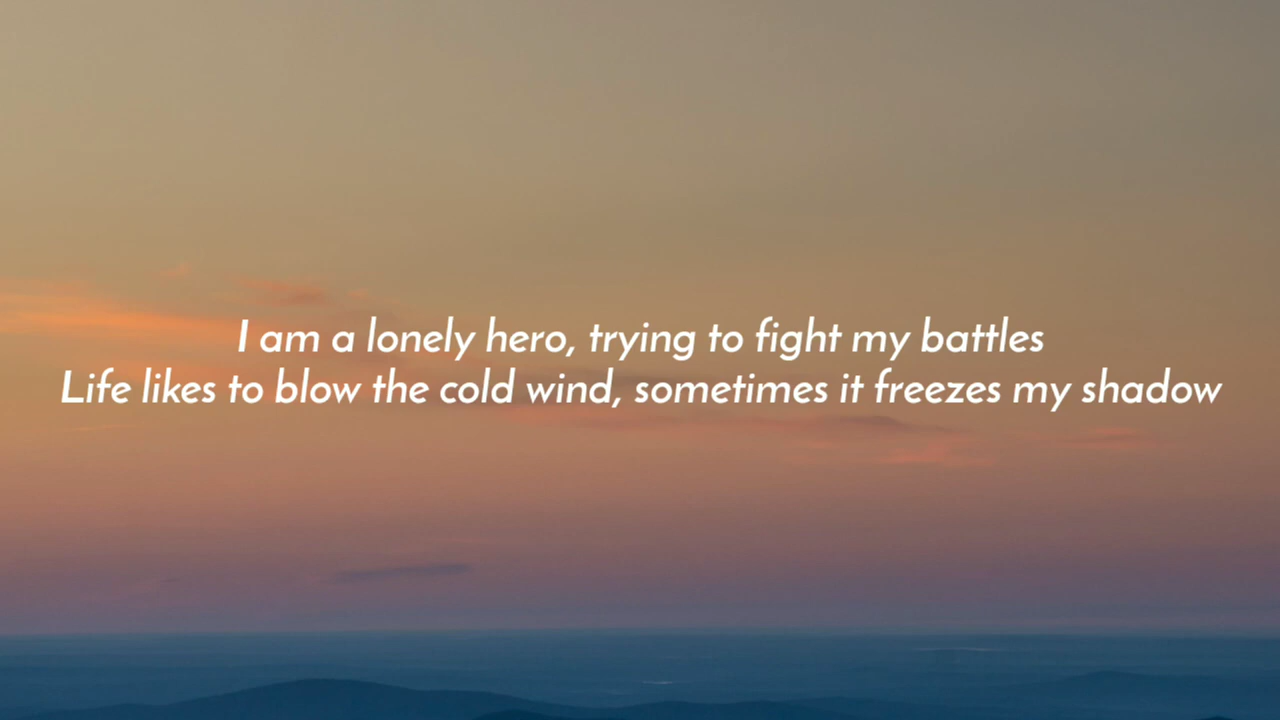 I am a lonely hero, trying to fight my battles
Life likes to blow the cold wind, sometimes it freezes my shadow